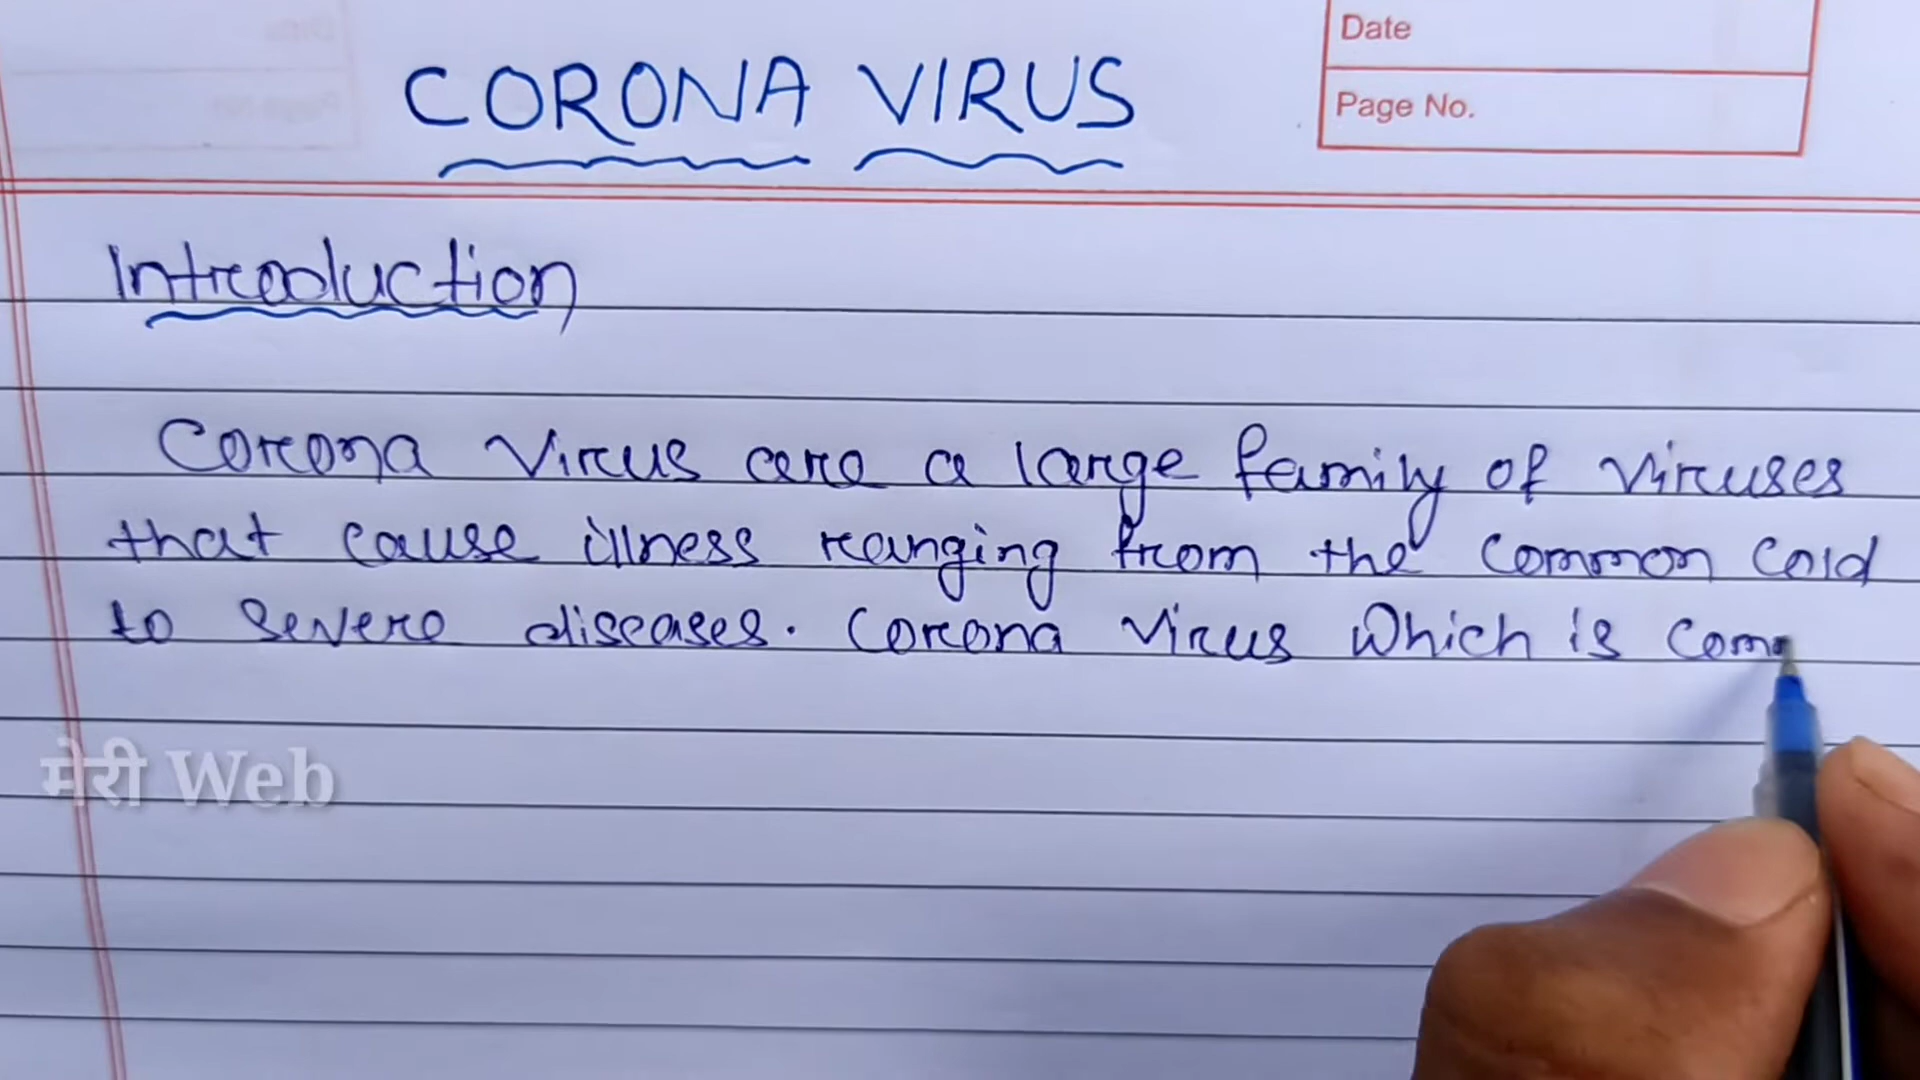 Date
CORONA VIRUS
Page No.
Introduction
Corona Virus are a large family of Viruses
that cause illness ranging from the Common Cold
to Severe diseases. Corona Virus Which is Com
मेरी Web